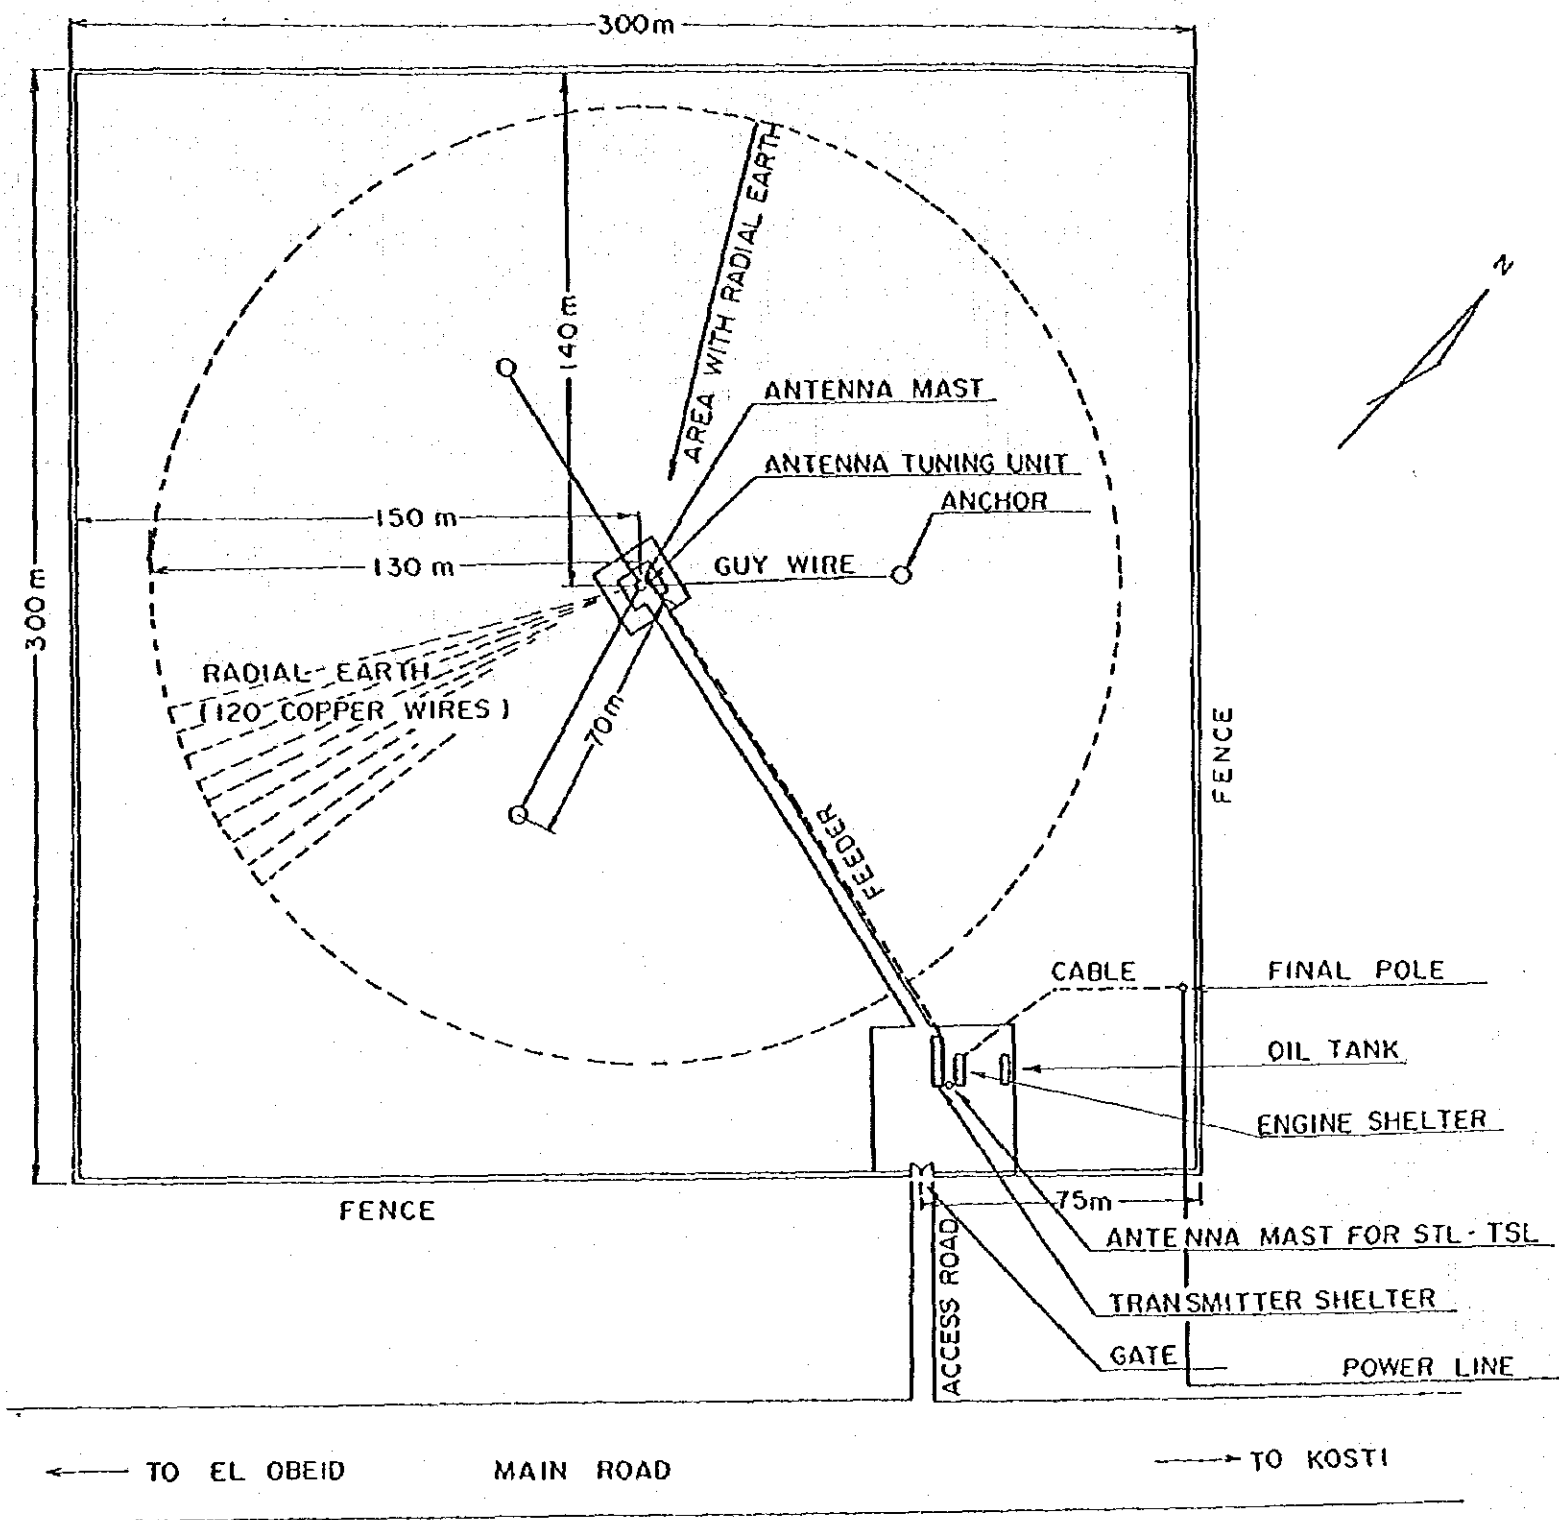 300m
300m
140m
AREA WITH RADIAL EARTH
N
ANTENNA MAST
ANTENNA TUNING UNIT
ANCHOR
150 m
130 m
GUY WIRE
RADIAL EARTH
(120 COPPER WIRES)
70m
FENCE
FEEDER
CABLE
FINAL POLE
OIL TANK
ENGINE SHELTER
FENCE
75m
ANTENNA MAST FOR STL-TSL
ACCESS ROAD
TRANSMITTER SHELTER
GATE
POWER LINE
TO EL OBEID
MAIN ROAD
TO KOSTI